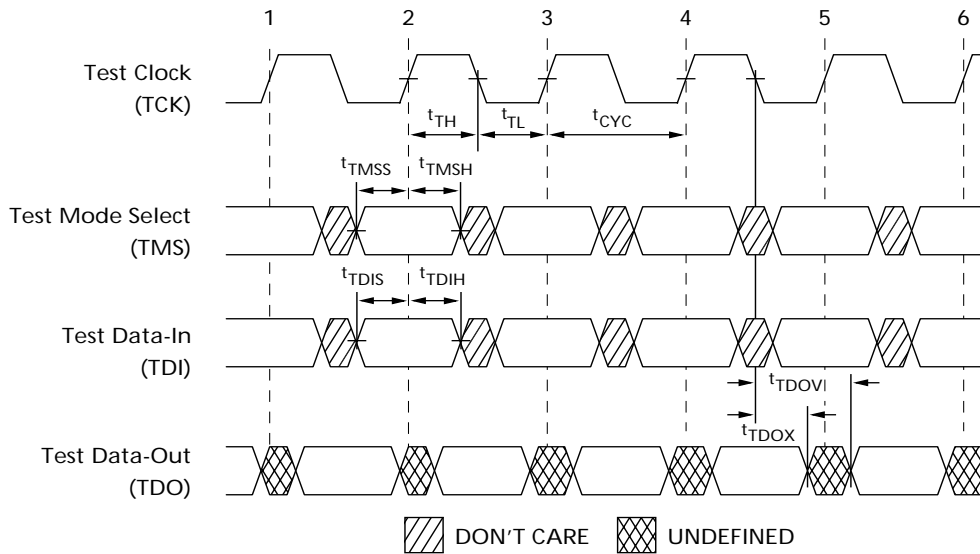 1 2 3 4 5 6
Test Clock
(TCK)
tTH tTL tCYC
tTMSS tTMSH
Test Mode Select
(TMS)
tTDIS tTDIH
Test Data-In
(TDI)
tTDOV
tTDOX
Test Data-Out
(TDO)
DON'T CARE UNDEFINED